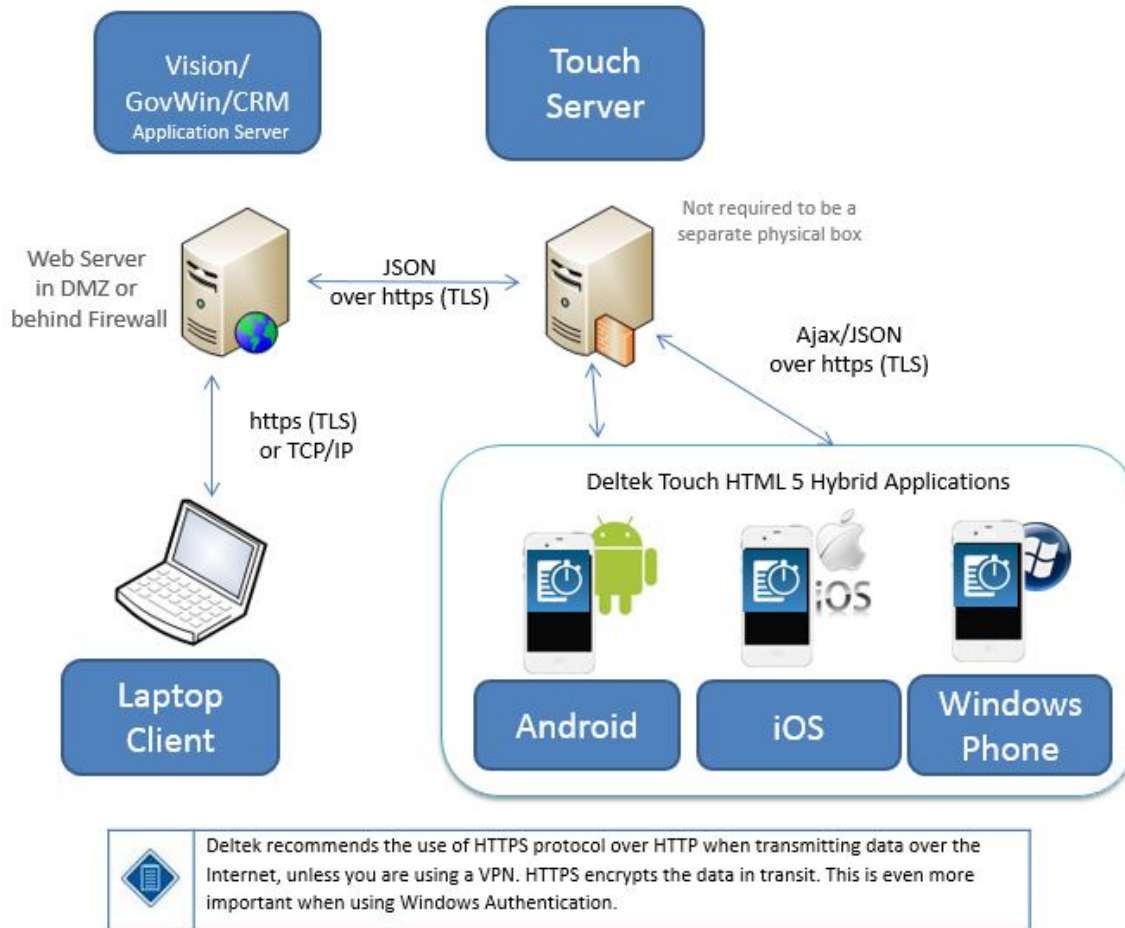 Vision/
GovWin/CRM
Application Server
Touch
Server
Not required to be a
separate physical box
Web Server
in DMZ or
behind Firewall
JSON
over https (TLS)
Ajax/JSON
over https (TLS)
https (TLS)
or TCP/IP
Deltek Touch HTML 5 Hybrid Applications
iOS
Laptop
Client
Android
iOS
Windows
Phone
Deltek recommends the use of HTTPS protocol over HTTP when transmitting data over the
Internet, unless you are using a VPN. HTTPS encrypts the data in transit. This is even more
important when using Windows Authentication.